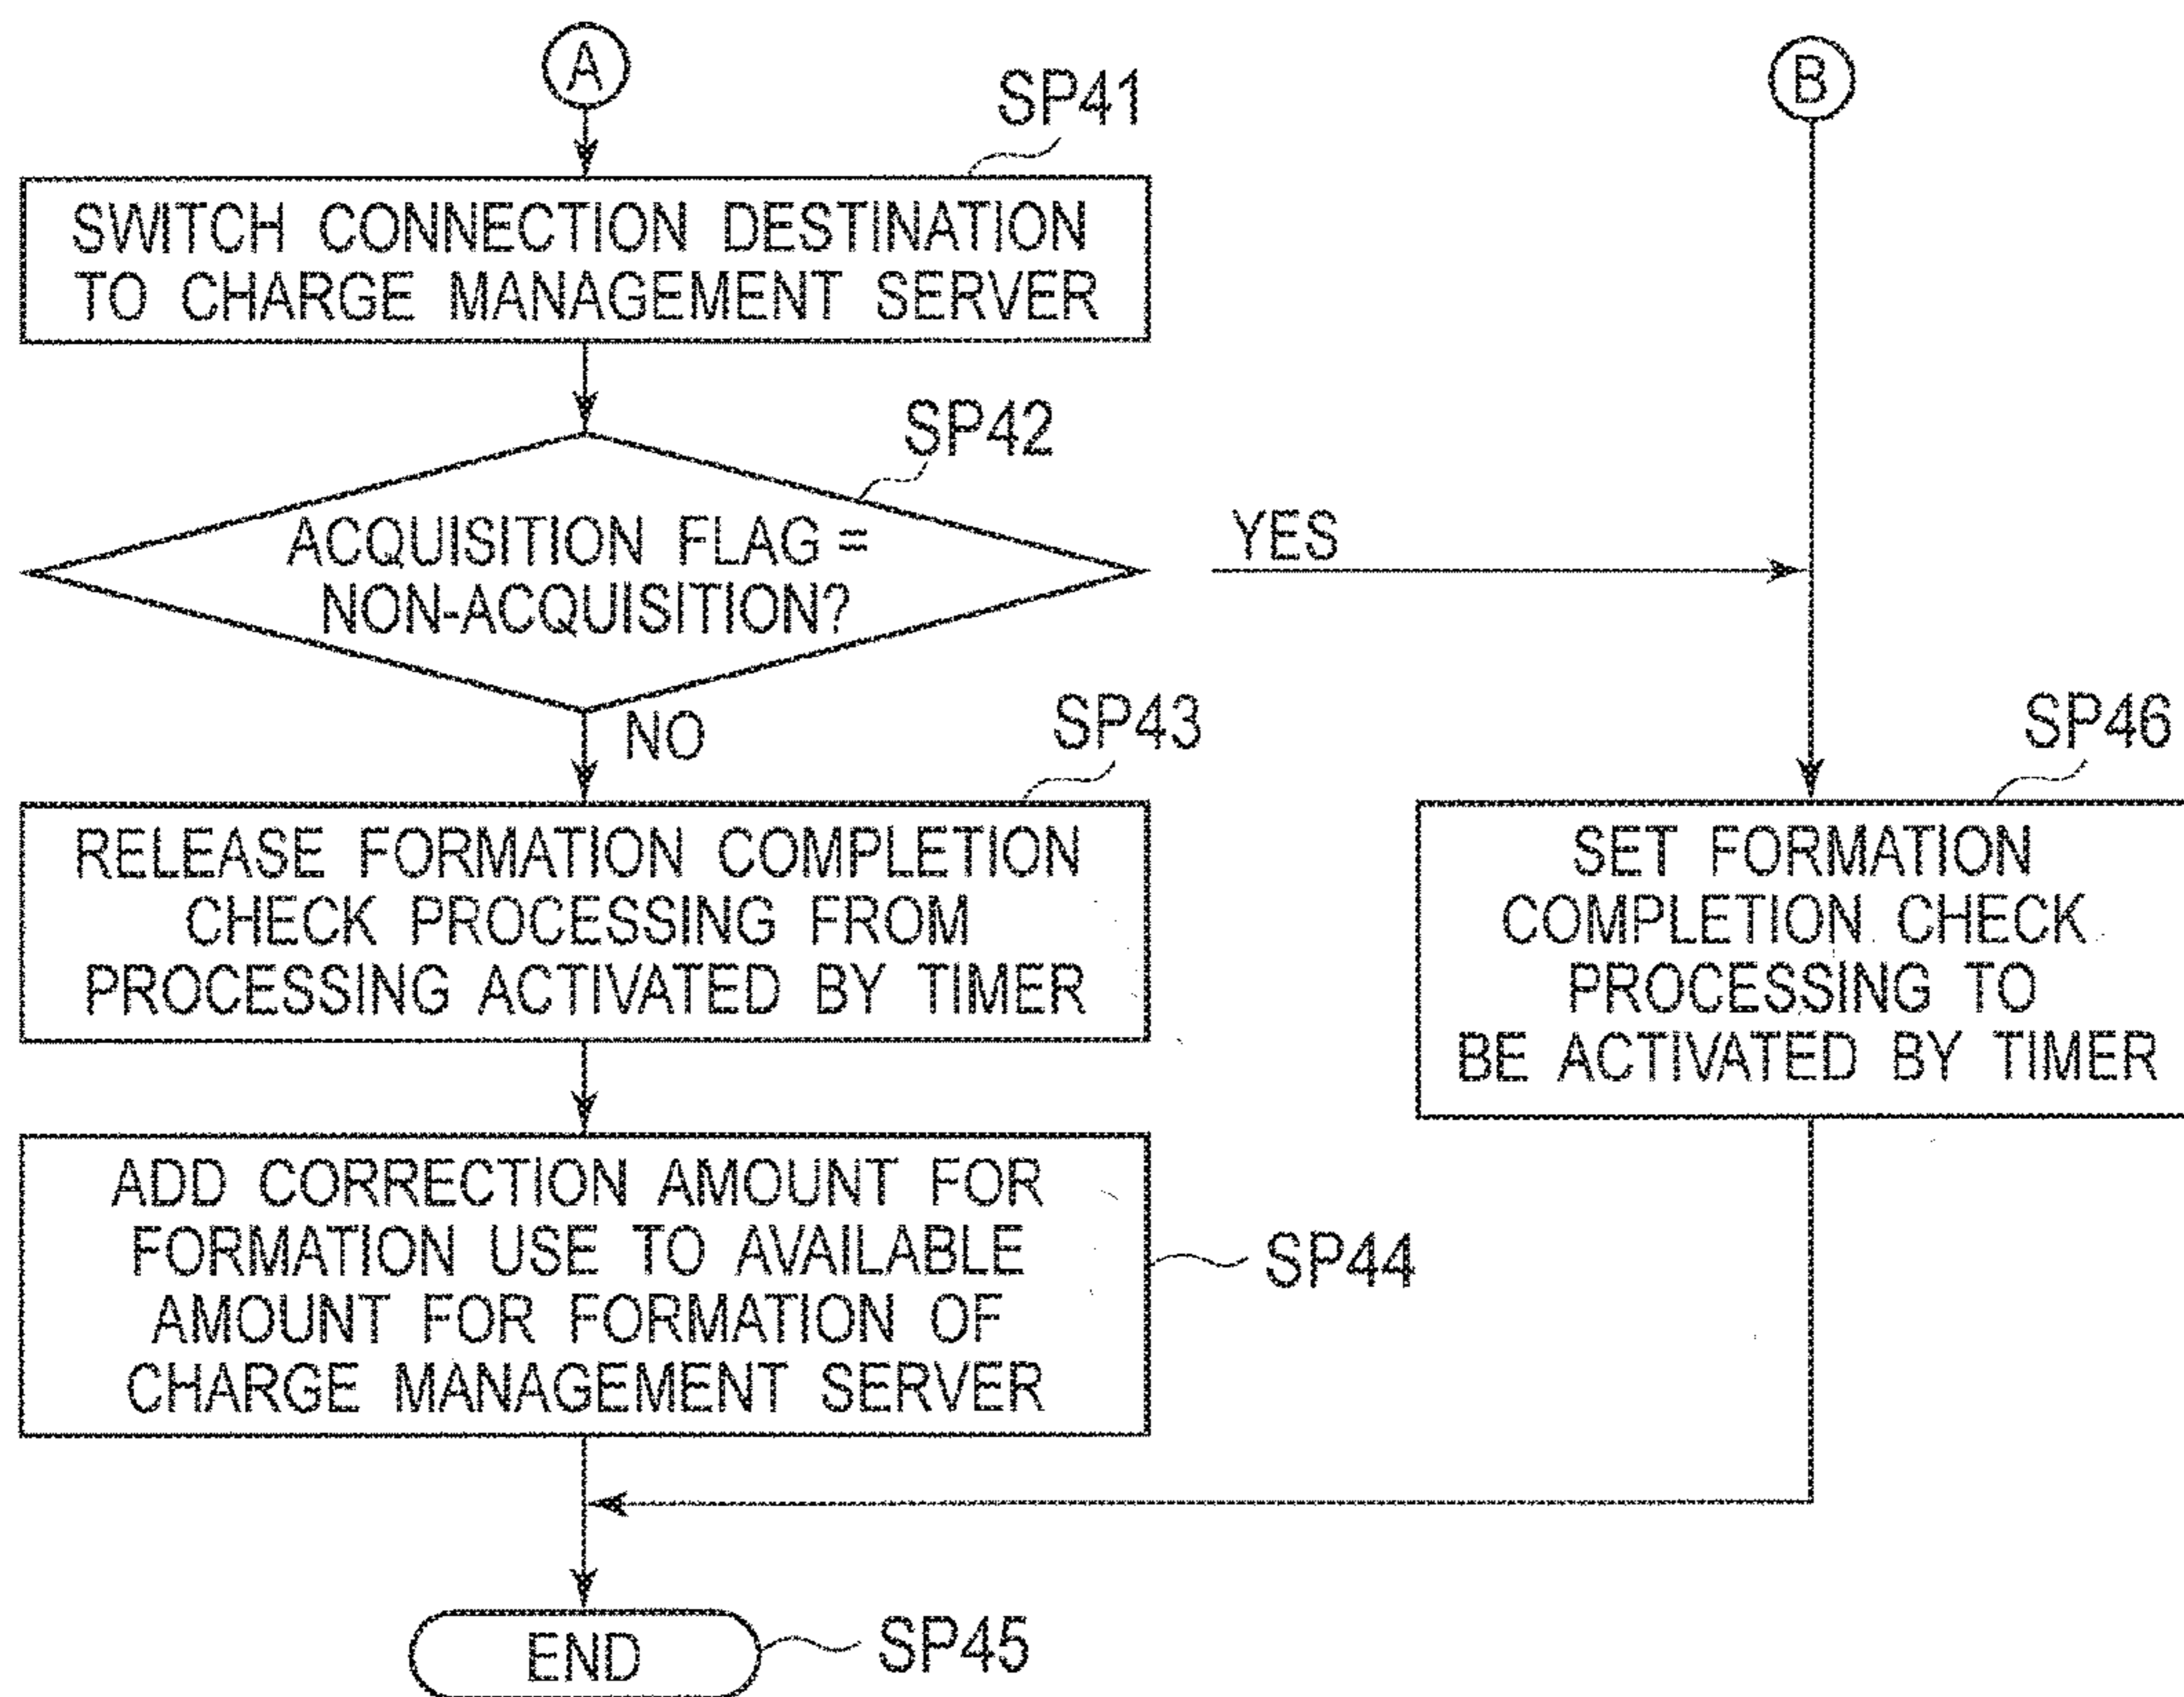 A
B
SP41
SWITCH CONNECTION DESTINATION
TO CHARGE MANAGEMENT SERVER
SP42
ACQUISITION FLAG =
NON-ACQUISITION?
YES
NO
SP43
RELEASE FORMATION COMPLETION
CHECK PROCESSING FROM
PROCESSING ACTIVATED BY TIMER
SP46
SET FORMATION
COMPLETION CHECK
PROCESSING TO
BE ACTIVATED BY TIMER
ADD CORRECTION AMOUNT FOR
FORMATION USE TO AVAILABLE
AMOUNT FOR FORMATION OF
CHARGE MANAGEMENT SERVER
SP44
END
SP45